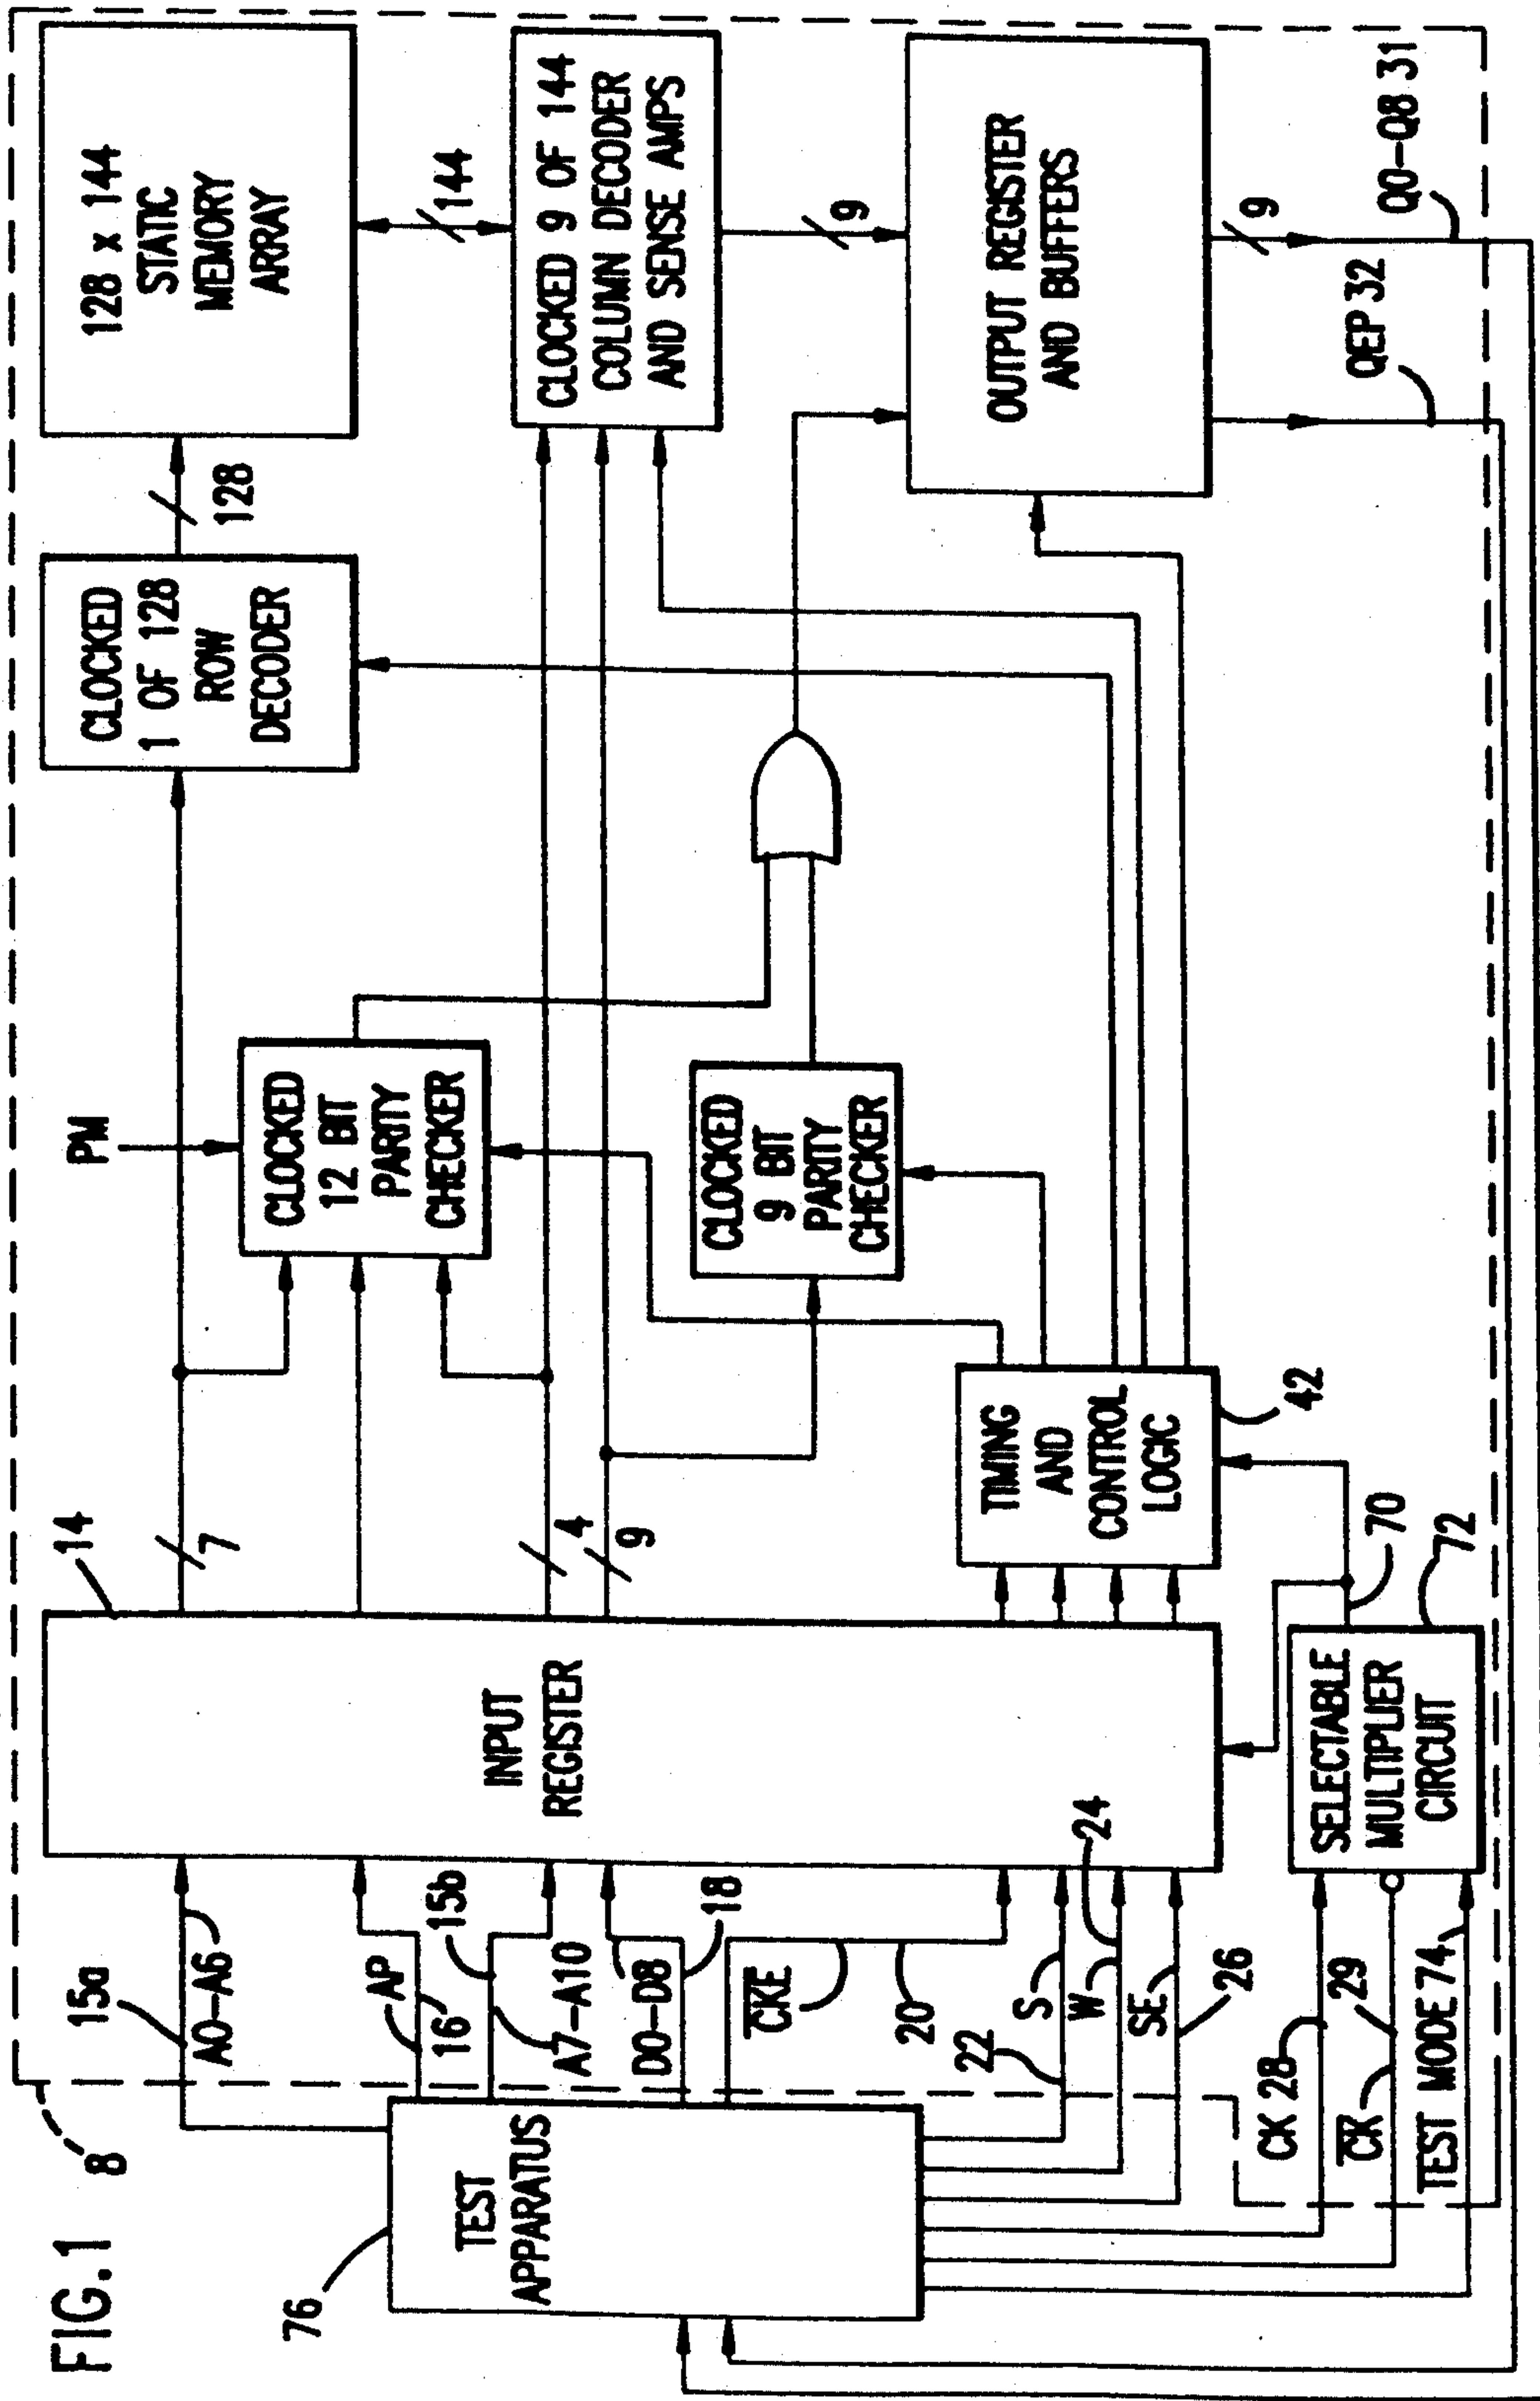 FIG.1
8
76
TEST
APPARATUS
15a
A0-A6
AP
16
15b
A7-A10
D0-D8
18
CKE
20
22
S
W
24
SE
26
CK 28
CK
29
TEST MODE 74
14
INPUT
REGISTER
SELECTABLE
MULTIPLIER
CIRCUIT
70
72
7
4
9
TIMING
AND
CONTROL
LOGIC
42
PM
CLOCKED
12 BIT
PARITY
CHECKER
CLOCKED
9 BIT
PARITY
CHECKER
CLOCKED
1 OF 128
ROW
DECODER
128
128 x 144
STATIC
MEMORY
ARRAY
144
CLOCKED 9 OF 144
COLUMN DECODER
AND SENSE AMPS
9
OUTPUT REGISTER
AND BUFFERS
9
QEP 32
Q0-Q8 31